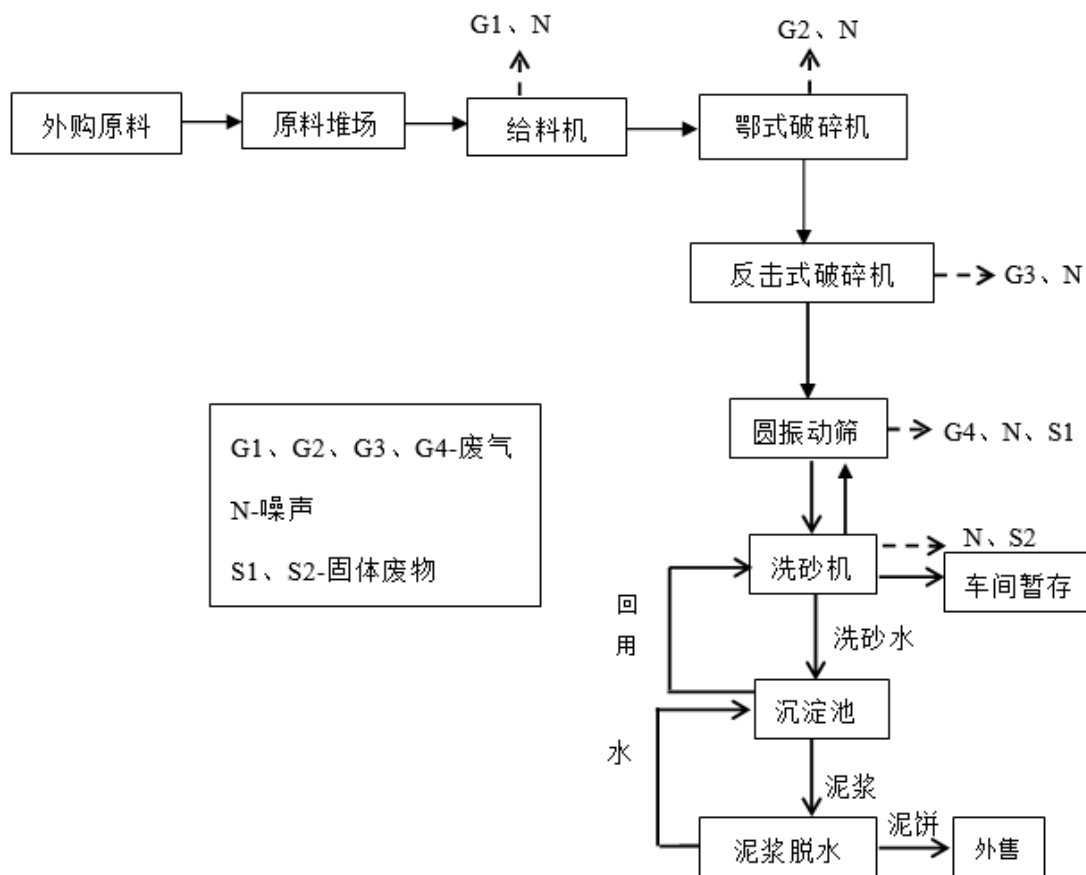 G1、N
G2、N
外购原料
原料堆场
给料机
鄂式破碎机
反击式破碎机
G3、N
圆振动筛
G4、N、S1
G1、G2、G3、G4-废气
N-噪声
S1、S2-固体废物
N、S2
洗砂机
车间暂存
回用
洗砂水
沉淀池
水
泥浆
泥浆脱水
泥饼
外售